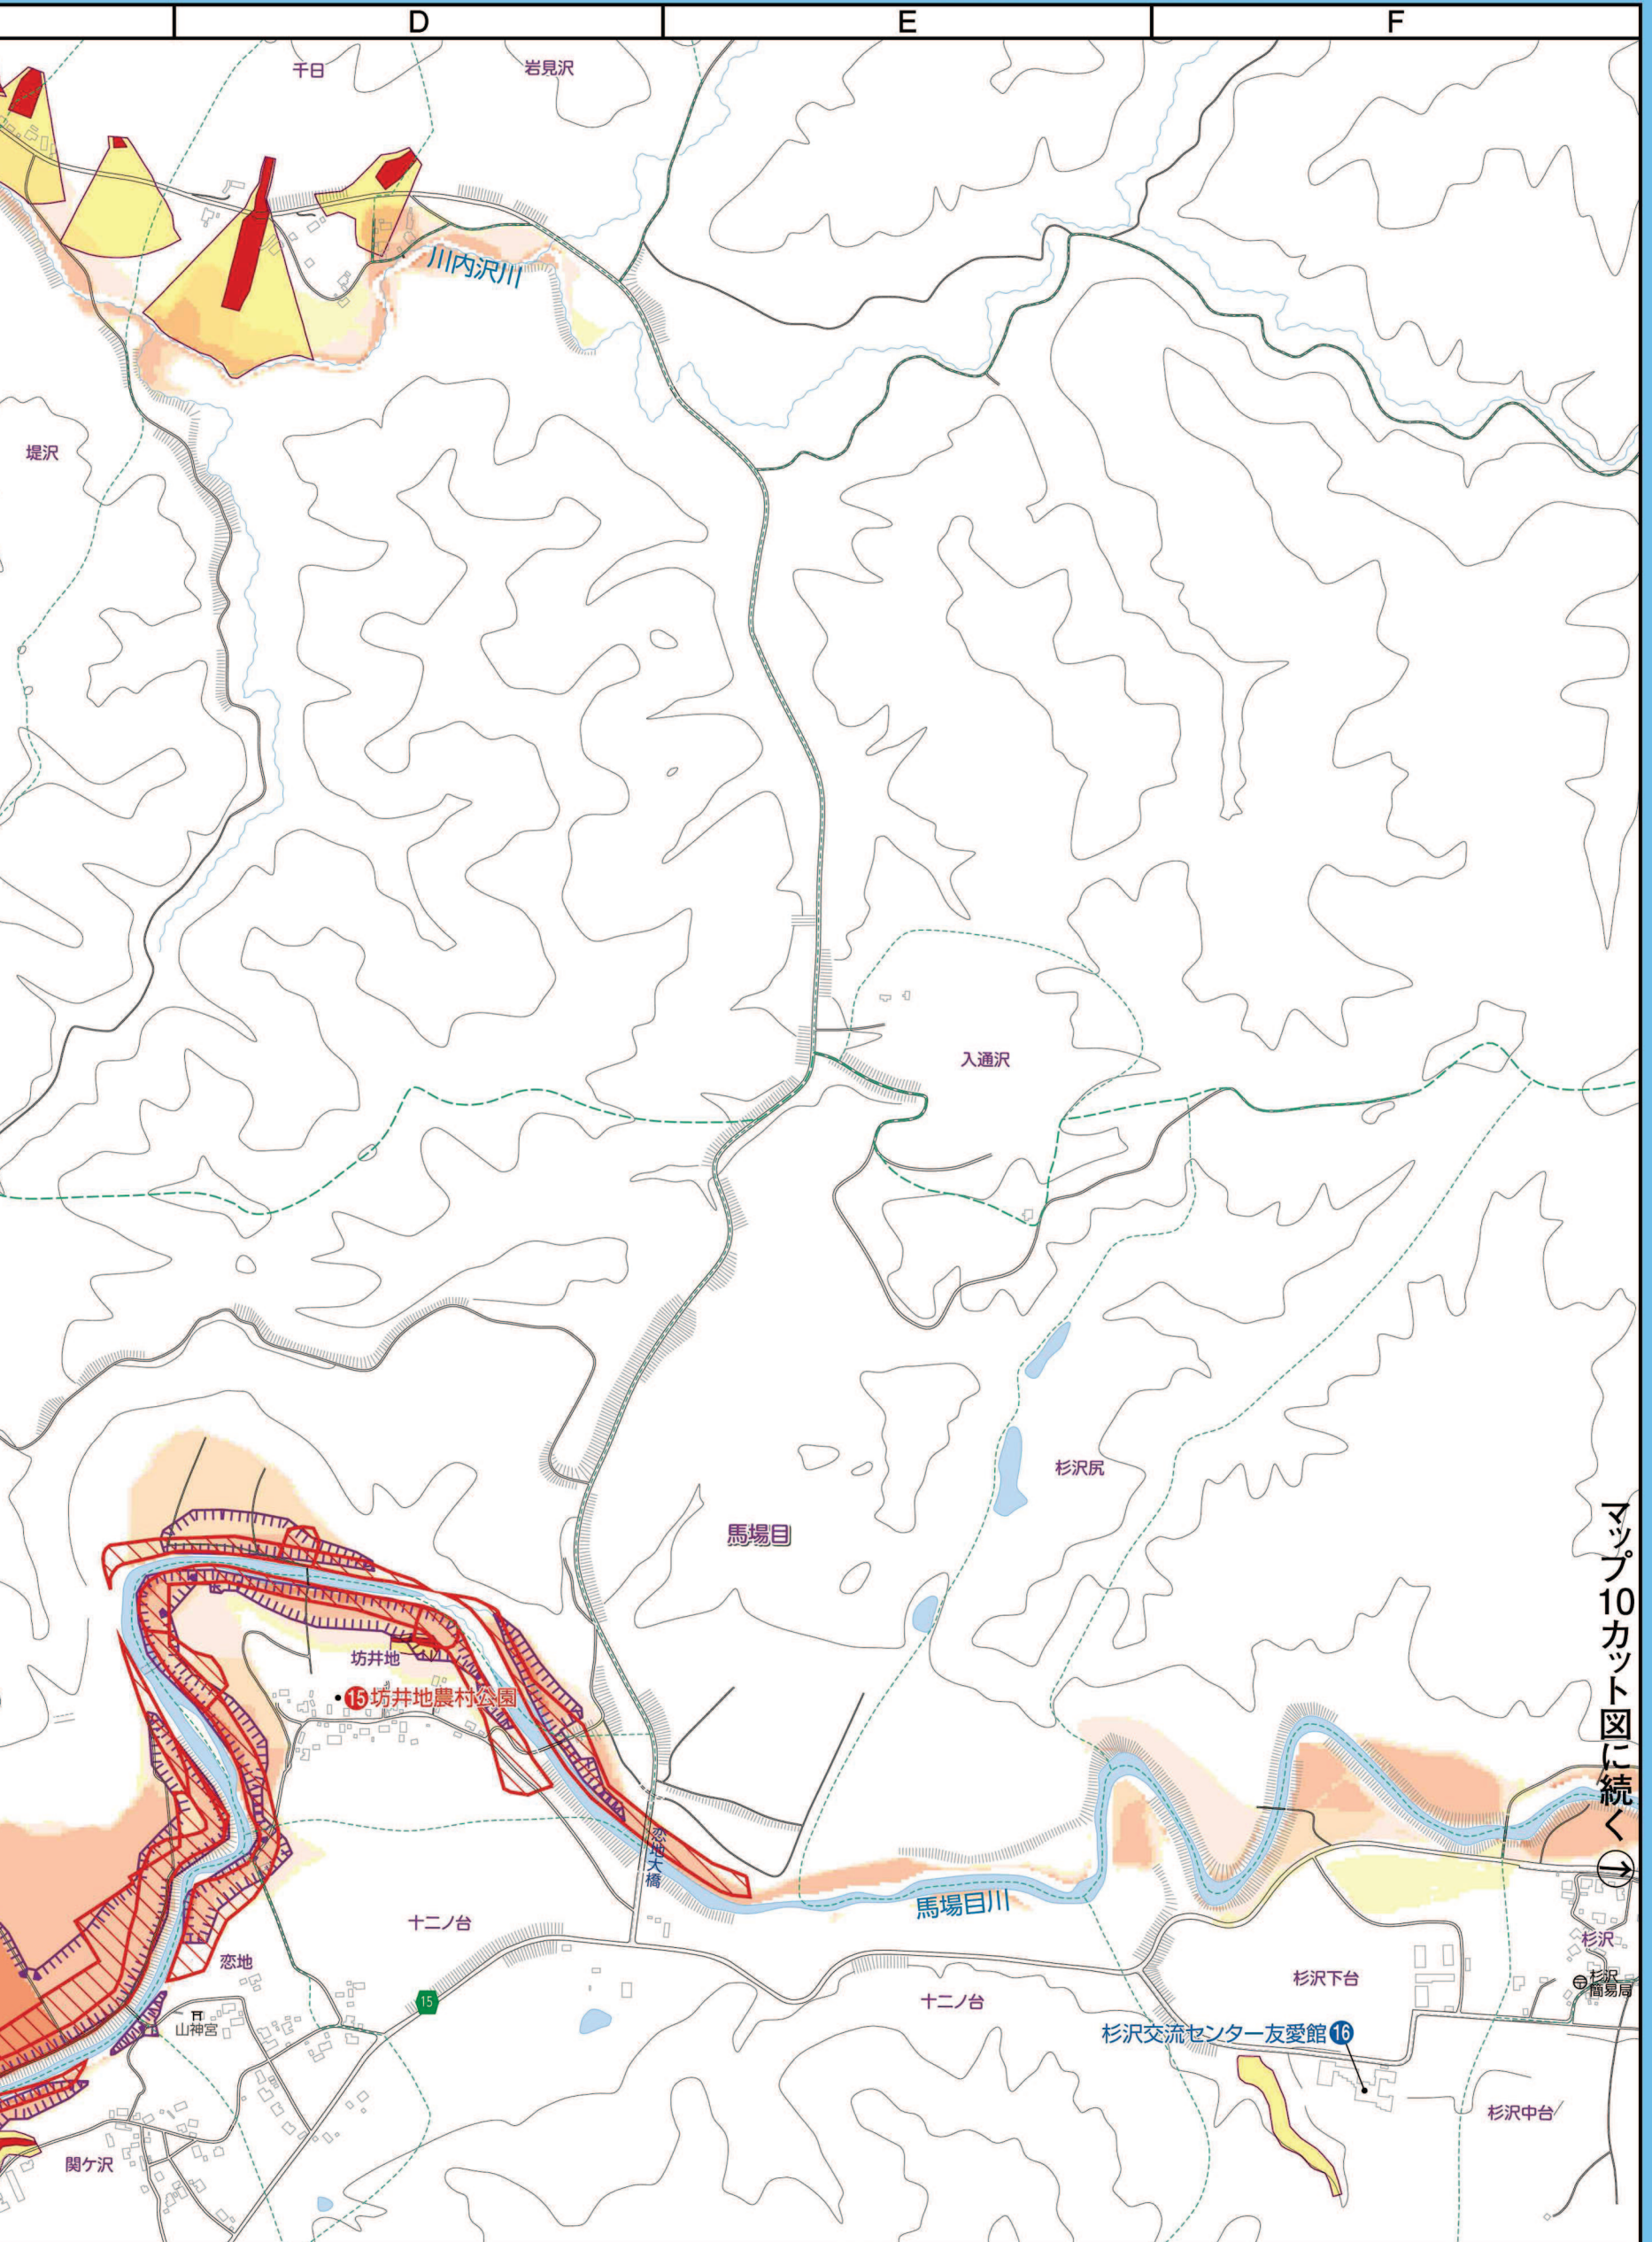 D
E
F
千日
岩見沢
川内沢川
堤沢
入通沢
杉沢尻
馬場目
坊井地
15坊井地農村公園
恋地大橋
馬場目川
十二ノ台
恋地
15
山神宮
十二ノ台
杉沢下台
杉沢
杉沢
簡易局
杉沢交流センター友愛館16
杉沢中台
関ケ沢
マップ10カット図に続く→